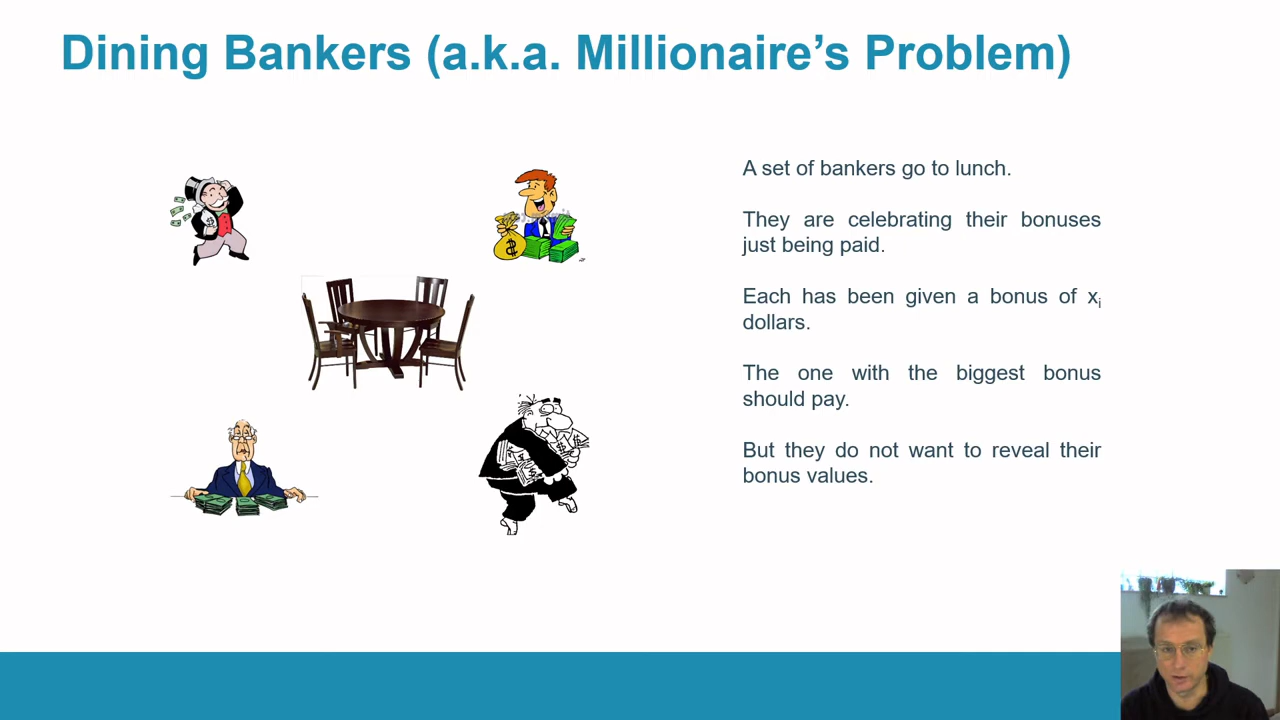 Dining Bankers (a.k.a. Millionaire’s Problem)
A set of bankers go to lunch.
They are celebrating their bonuses
just being paid.
Each has been given a bonus of xᵢ
dollars.
The one with the biggest bonus
should pay.
But they do not want to reveal their
bonus values.